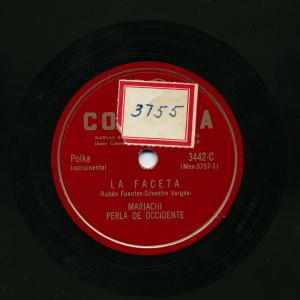 3755
CO A
Polka
Instrumental
3442-C
(Mex-3757-1)
LA FACETA
-Rubén Fuentes-Silvestre Vargas-
MARIACHI
PERLA DE OCCIDENTE